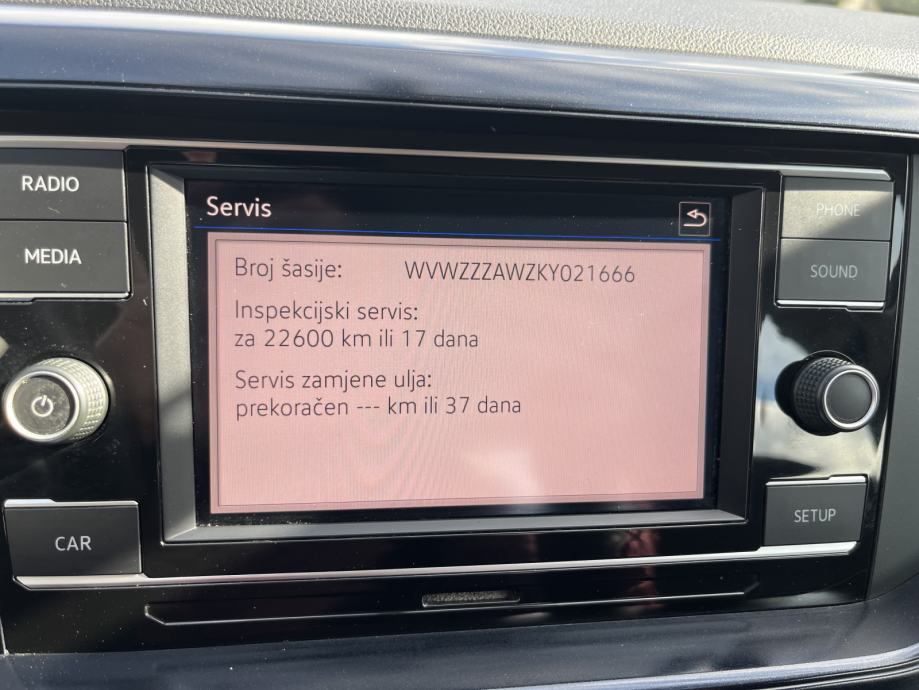 RADIO
MEDIA
CAR
Servis
Broj šasije: WVWZZZAWZKY021666
Inspekcijski servis:
za 22600 km ili 17 dana
Servis zamjene ulja:
prekoračen --- km ili 37 dana
PHONE
SOUND
SETUP